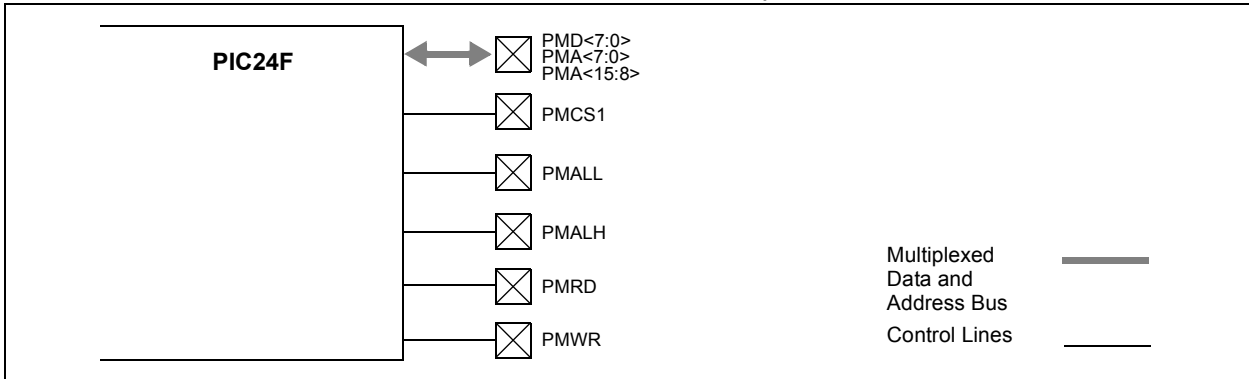 PIC24F
PMD<7:0>
PMA<7:0>
PMA<15:8>
PMCS1
PMALL
PMALH
PMRD
PMWR
Multiplexed
Data and
Address Bus
Control Lines